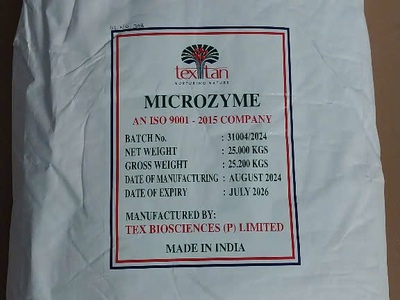 tex tan
NURTURING NATURE
MICROZYME
AN ISO 9001 - 2015 COMPANY
BATCH No. : 31004/2024
NET WEIGHT : 25.000 KGS
GROSS WEIGHT : 25.200 KGS
DATE OF MANUFACTURING : AUGUST 2024
DATE OF EXPIRY : JULY 2026
MANUFACTURED BY:
TEX BIOSCIENCES (P) LIMITED
MADE IN INDIA